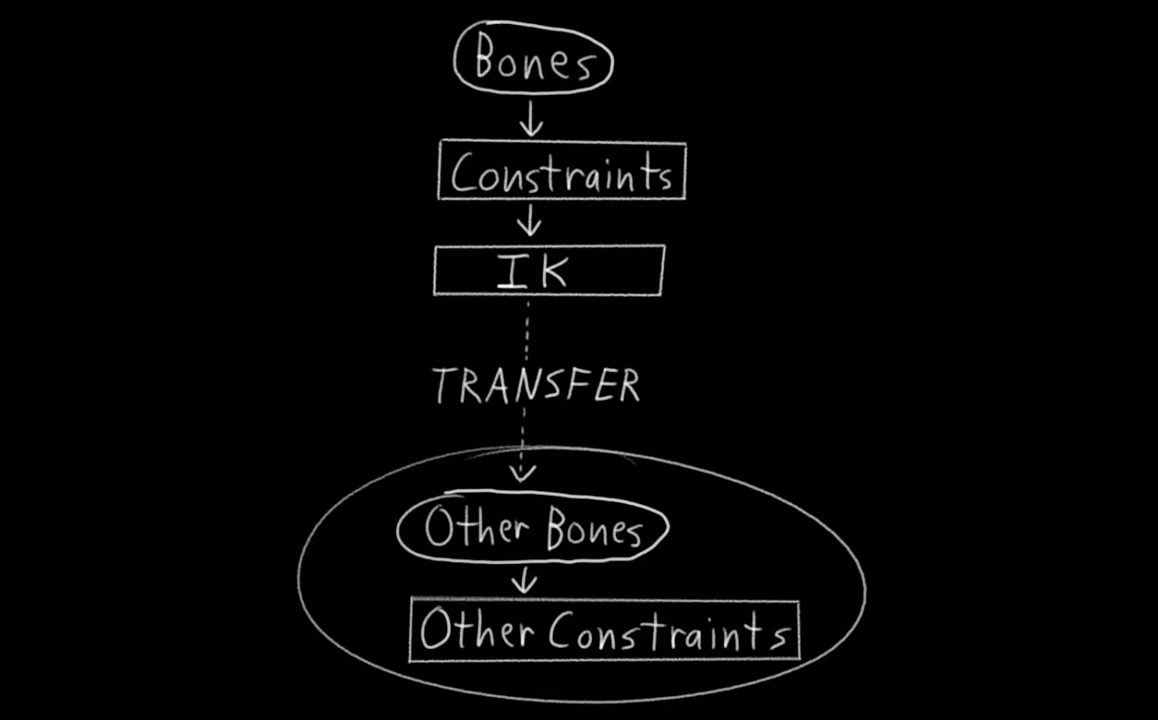 Bones
Constraints
IK
TRANSFER
Other Bones
Other Constraints